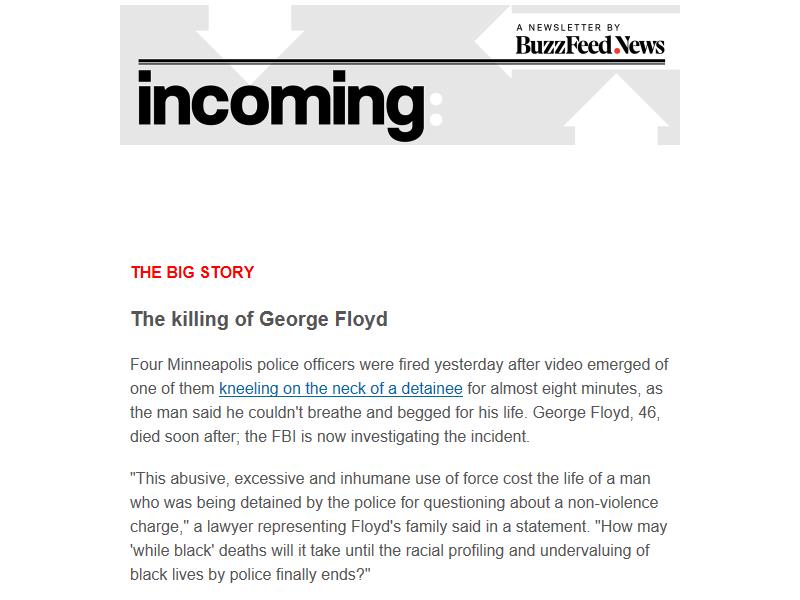 A NEWSLETTER BY
BuzzFeed.News
incoming:
THE BIG STORY
The killing of George Floyd
Four Minneapolis police officers were fired yesterday after video emerged of
one of them kneeling on the neck of a detainee for almost eight minutes, as
the man said he couldn't breathe and begged for his life. George Floyd, 46,
died soon after; the FBI is now investigating the incident.
"This abusive, excessive and inhumane use of force cost the life of a man
who was being detained by the police for questioning about a non-violence
charge," a lawyer representing Floyd's family said in a statement. "How may
'while black' deaths will it take until the racial profiling and undervaluing of
black lives by police finally ends?"